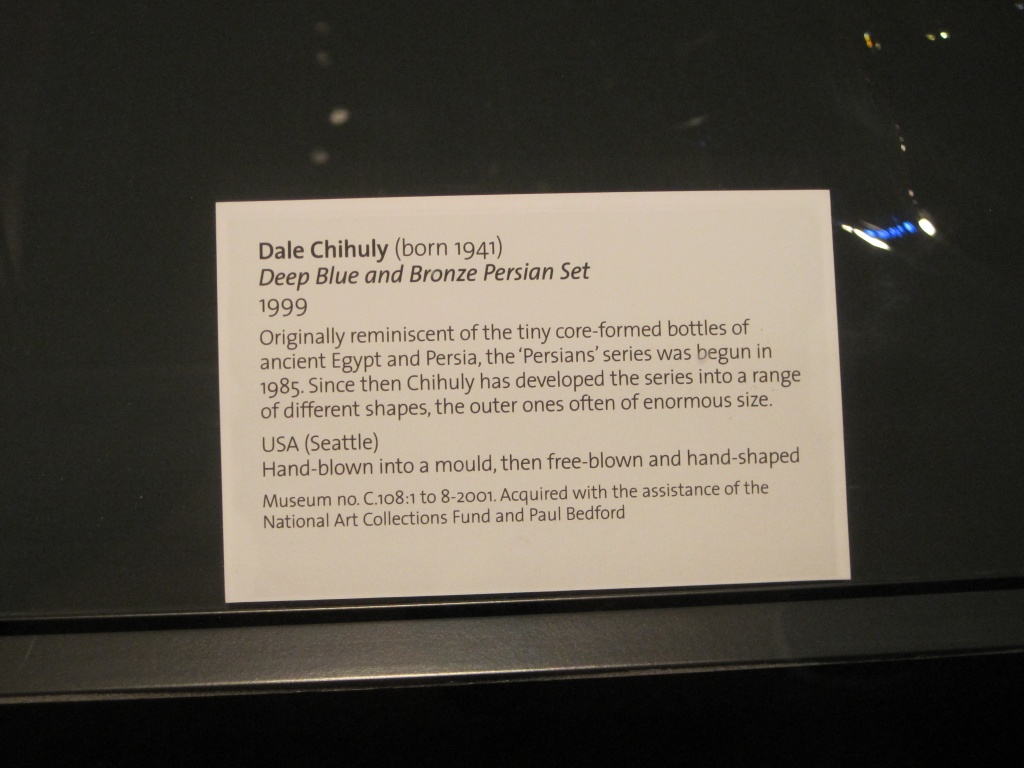 Dale Chihuly (born 1941)
Deep Blue and Bronze Persian Set
1999
Originally reminiscent of the tiny core-formed bottles of
ancient Egypt and Persia, the ‘Persians’ series was begun in
1985. Since then Chihuly has developed the series into a range
of different shapes, the outer ones often of enormous size.
USA (Seattle)
Hand-blown into a mould, then free-blown and hand-shaped
Museum no. C.108:1 to 8-2001. Acquired with the assistance of the
National Art Collections Fund and Paul Bedford